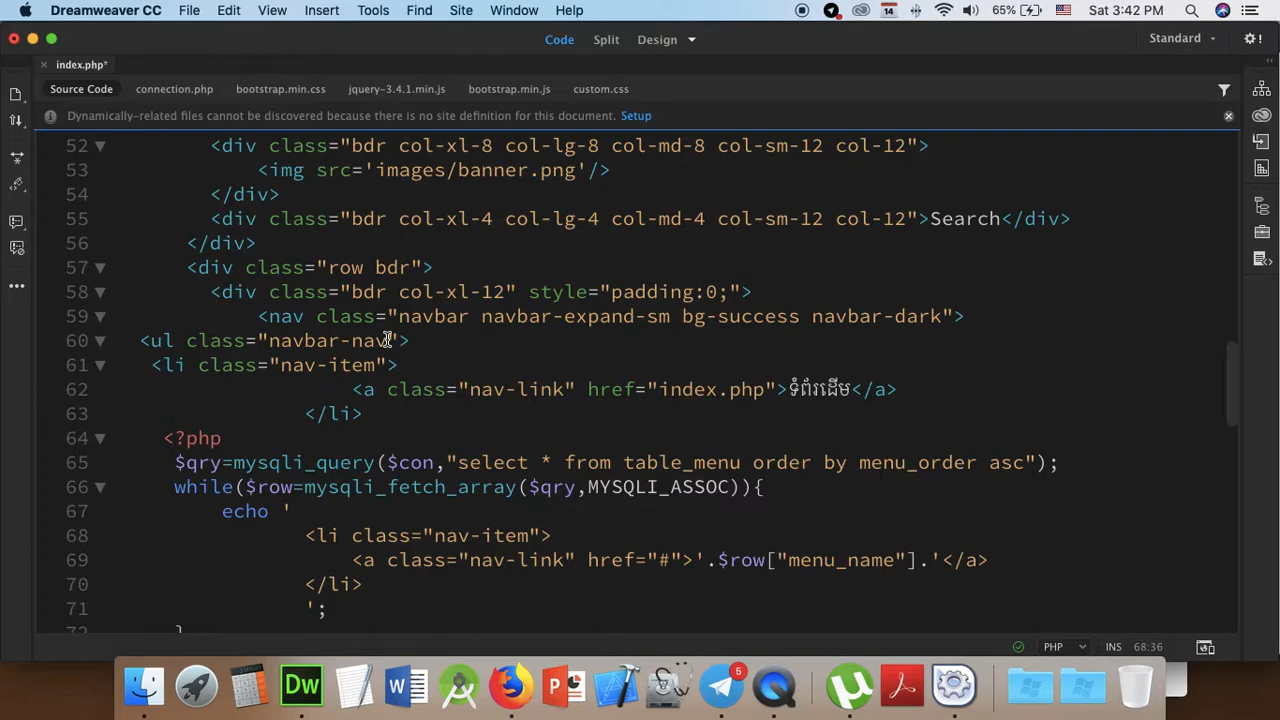 Dreamweaver CC File Edit View Insert Tools Find Site Window Help 14 65% Sat 3:42 PM
Code Split Design Standard
index.php*
Source Code connection.php bootstrap.min.css jquery-3.4.1.min.js bootstrap.min.js custom.css
Dynamically-related files cannot be discovered because there is no site definition for this document. Setup
52 <div class="bdr col-xl-8 col-lg-8 col-md-8 col-sm-12 col-12">
53 <img src='images/banner.png'/>
54 </div>
55 <div class="bdr col-xl-4 col-lg-4 col-md-4 col-sm-12 col-12">Search</div>
56 </div>
57 <div class="row bdr">
58 <div class="bdr col-xl-12" style="padding:0;">
59 <nav class="navbar navbar-expand-sm bg-success navbar-dark">
60 <ul class="navbar-nav">
61 <li class="nav-item">
62 <a class="nav-link" href="index.php">ទំព័រដើម</a>
63 </li>
64 <?php
65 $qry=mysqli_query($con,"select * from table_menu order by menu_order asc");
66 while($row=mysqli_fetch_array($qry,MYSQLI_ASSOC)){
67 echo '
68 <li class="nav-item">
69 <a class="nav-link" href="#">'.$row["menu_name"].'</a>
70 </li>
71 ';
72 }
PHP INS 68:36
Dw W P 5